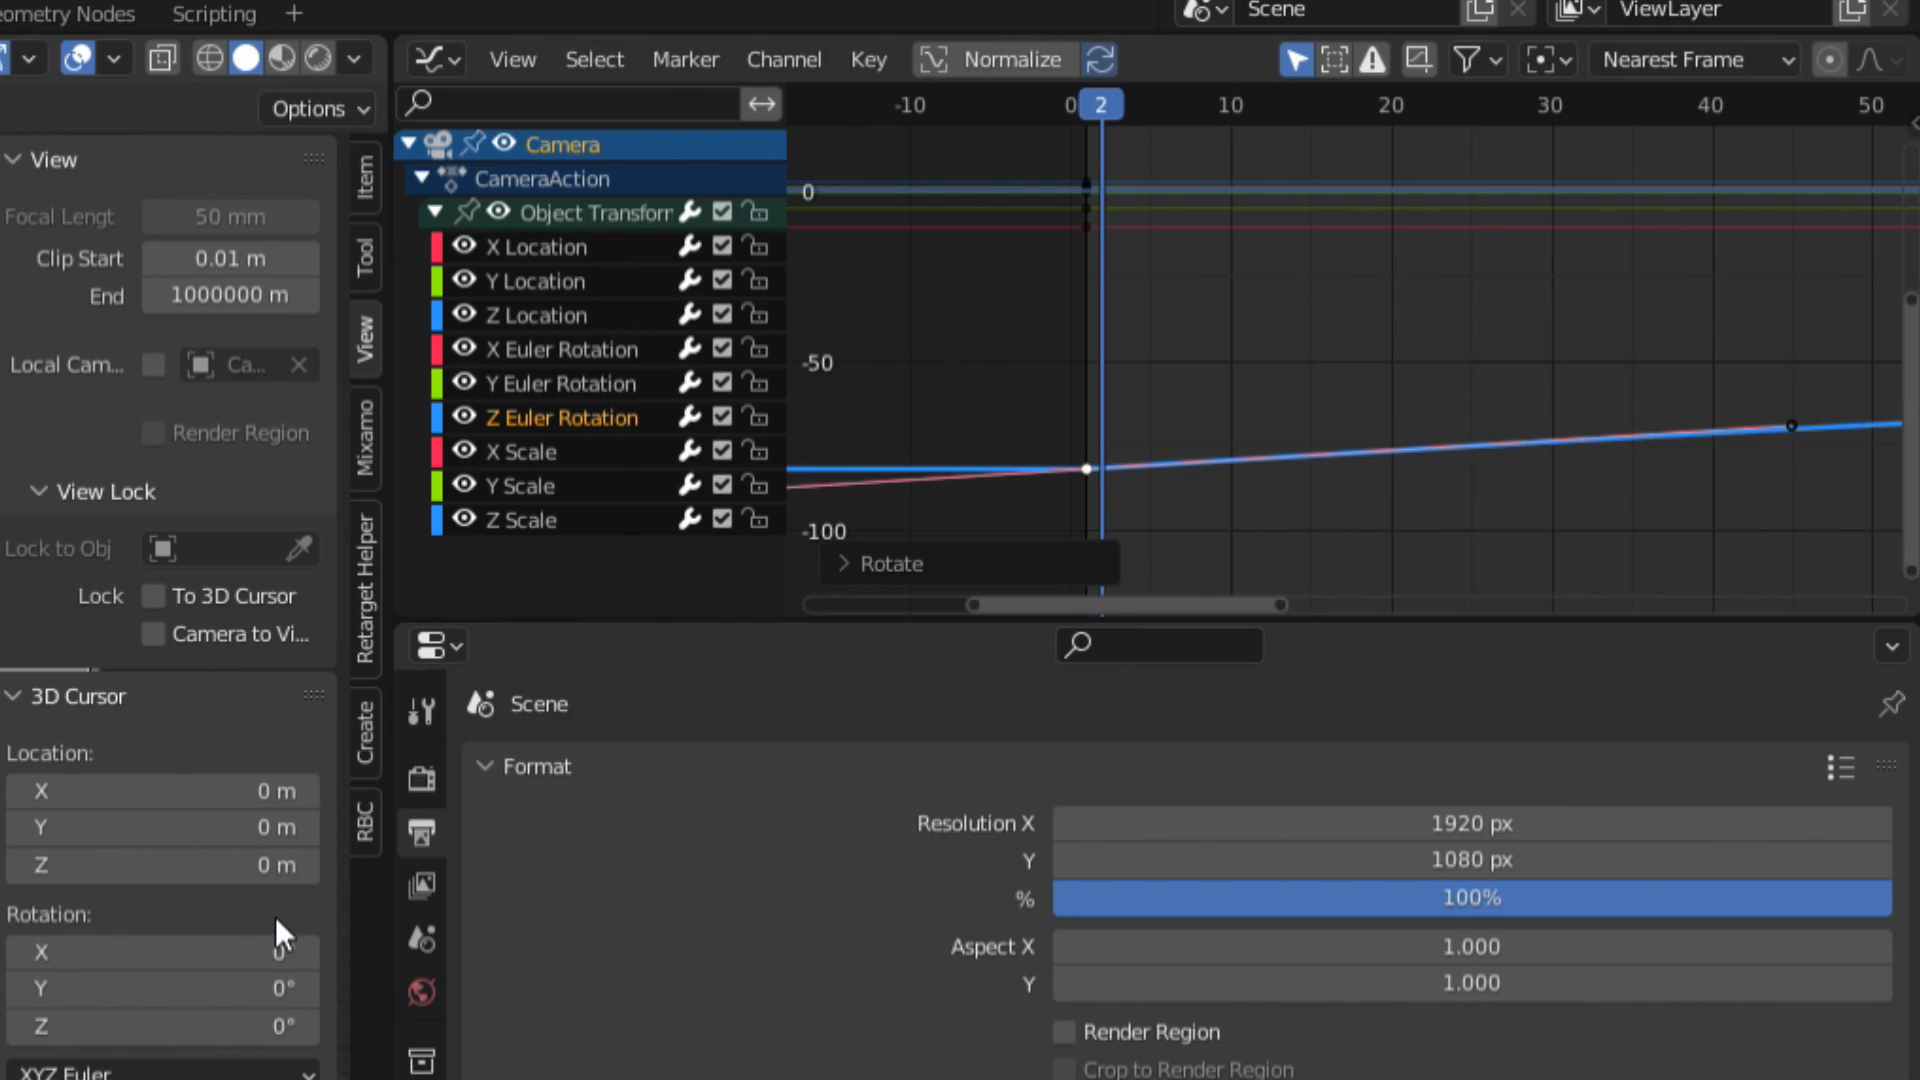 eometry Nodes
Scripting
+
Scene
ViewLayer
View
Select
Marker
Channel
Key
Normalize
Nearest Frame
Options
-10
0
2
10
20
30
40
50
View
Focal Lengt
50 mm
Clip Start
0.01 m
End
1000000 m
Local Cam...
Ca...
Render Region
View Lock
Lock to Obj
Lock
To 3D Cursor
Camera to Vi...
3D Cursor
Location:
X
0 m
Y
0 m
Z
0 m
Rotation:
X
0
Y
0°
Z
0°
XYZ Euler
Item
Tool
View
Mixamo
Retarget Helper
Create
RBC
Camera
CameraAction
Object Transforr
X Location
Y Location
Z Location
X Euler Rotation
Y Euler Rotation
Z Euler Rotation
X Scale
Y Scale
Z Scale
0
-50
-100
Rotate
Scene
Format
Resolution X
1920 px
Y
1080 px
%
100%
Aspect X
1.000
Y
1.000
Render Region
Crop to Render Region